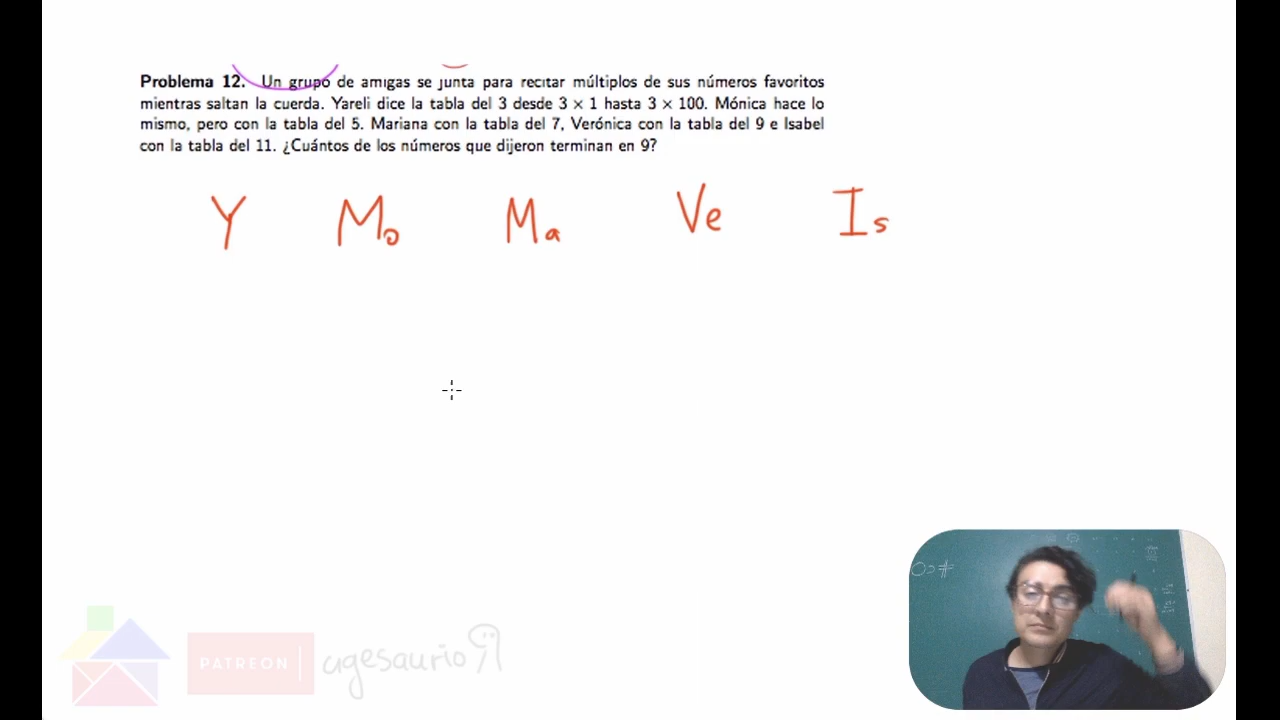 Problema 12. Un grupo de amigas se junta para recitar múltiplos de sus números favoritos
mientras saltan la cuerda. Yareli dice la tabla del 3 desde 3 × 1 hasta 3 × 100. Mónica hace lo
mismo, pero con la tabla del 5. Mariana con la tabla del 7, Verónica con la tabla del 9 e Isabel
con la tabla del 11. ¿Cuántos de los números que dijeron terminan en 9?
Y Mo Ma Ve Is
PATREON agesaurio